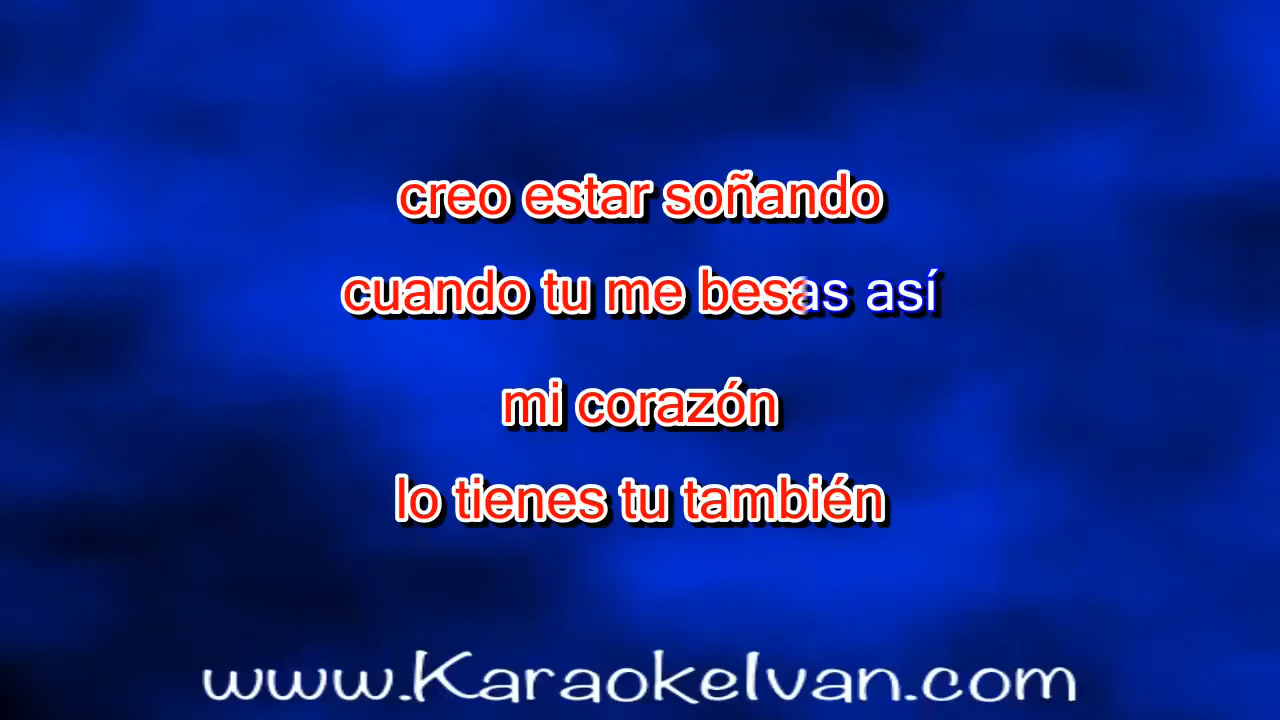 creo estar soñando
cuando tu me besas así
mi corazón
lo tienes tu también
www.KaraokeIvan.com